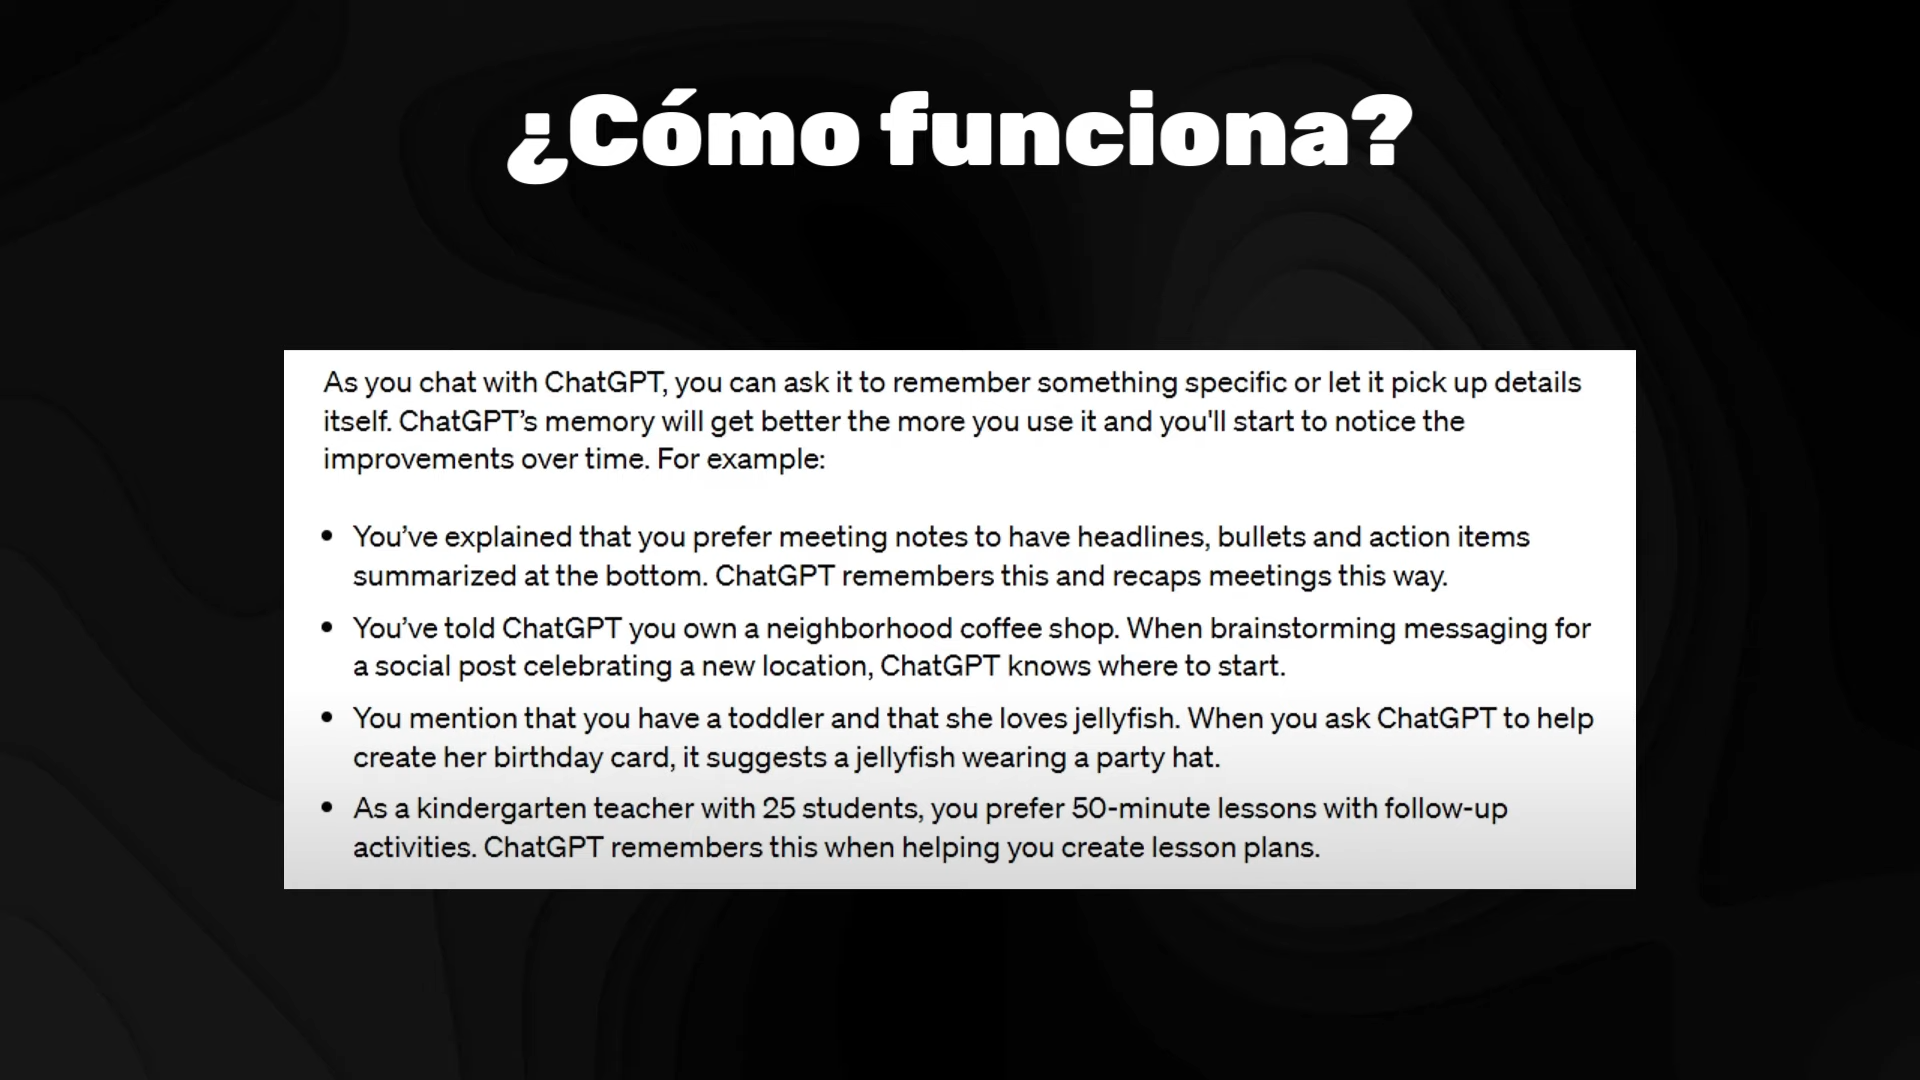 ¿Cómo funciona?
As you chat with ChatGPT, you can ask it to remember something specific or let it pick up details
itself. ChatGPT’s memory will get better the more you use it and you'll start to notice the
improvements over time. For example:
• You’ve explained that you prefer meeting notes to have headlines, bullets and action items
summarized at the bottom. ChatGPT remembers this and recaps meetings this way.
• You’ve told ChatGPT you own a neighborhood coffee shop. When brainstorming messaging for
a social post celebrating a new location, ChatGPT knows where to start.
• You mention that you have a toddler and that she loves jellyfish. When you ask ChatGPT to help
create her birthday card, it suggests a jellyfish wearing a party hat.
• As a kindergarten teacher with 25 students, you prefer 50-minute lessons with follow-up
activities. ChatGPT remembers this when helping you create lesson plans.